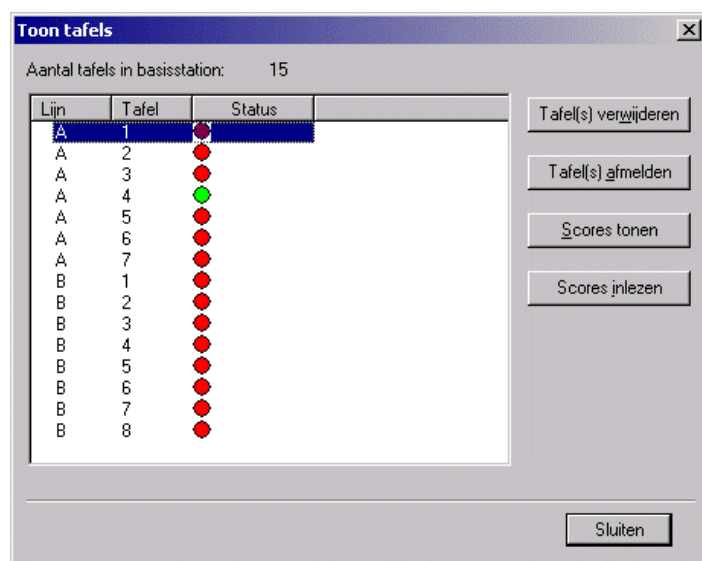 Toon tafels
Aantal tafels in basisstation: 15
Lijn Tafel Status
A 1
A 2
A 3
A 4
A 5
A 6
A 7
B 1
B 2
B 3
B 4
B 5
B 6
B 7
B 8
Tafel(s) verwijderen
Tafel(s) afmelden
Scores tonen
Scores inlezen
Sluiten